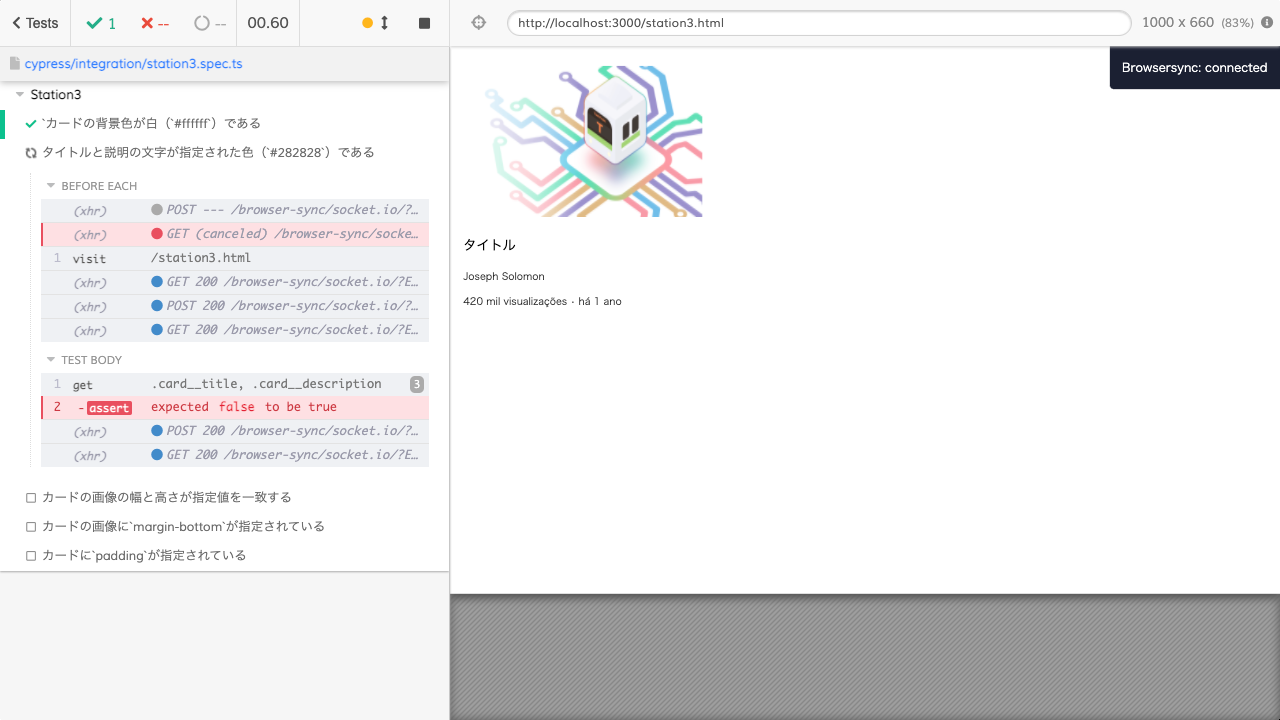 Tests
1
--
--
00.60
http://localhost:3000/station3.html
1000 x 660 (83%)
cypress/integration/station3.spec.ts
Browsersync: connected
Station3
`カードの背景色が白（`#ffffff`）である
タイトルと説明の文字が指定された色（`#282828`）である
BEFORE EACH
(xhr) POST --- /browser-sync/socket.io/?…
(xhr) GET (canceled) /browser-sync/socke…
1 visit /station3.html
(xhr) GET 200 /browser-sync/socket.io/?E…
(xhr) POST 200 /browser-sync/socket.io/?…
(xhr) GET 200 /browser-sync/socket.io/?E…
TEST BODY
1 get .card__title, .card__description 3
2 -assert expected false to be true
(xhr) POST 200 /browser-sync/socket.io/?…
(xhr) GET 200 /browser-sync/socket.io/?E…
カードの画像の幅と高さが指定値を一致する
カードの画像に`margin-bottom`が指定されている
カードに`padding`が指定されている
タイトル
Joseph Solomon
420 mil visualizações・há 1 ano